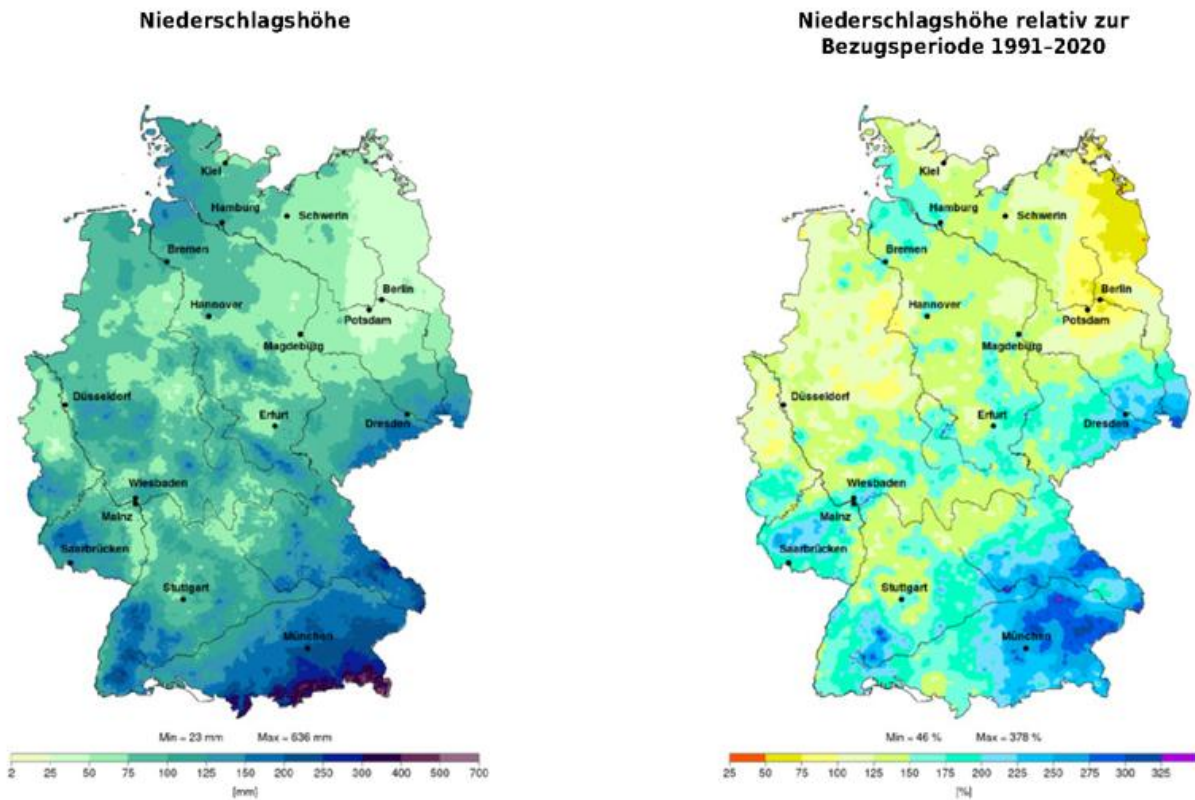 Niederschlagshöhe
Niederschlagshöhe relativ zur
Bezugsperiode 1991–2020
Kiel
Hamburg
Schwerin
Bremen
Berlin
Hannover
Potsdam
Magdeburg
Düsseldorf
Erfurt
Dresden
Wiesbaden
Mainz
Saarbrücken
Stuttgart
München
Min = 23 mm Max = 636 mm
2 25 50 75 100 125 150 200 250 300 400 500 700
[mm]
Kiel
Hamburg
Schwerin
Bremen
Berlin
Hannover
Potsdam
Magdeburg
Düsseldorf
Erfurt
Dresden
Wiesbaden
Mainz
Saarbrücken
Stuttgart
München
Min = 46 % Max = 378 %
25 50 75 100 125 150 175 200 225 250 275 300 325
[%]